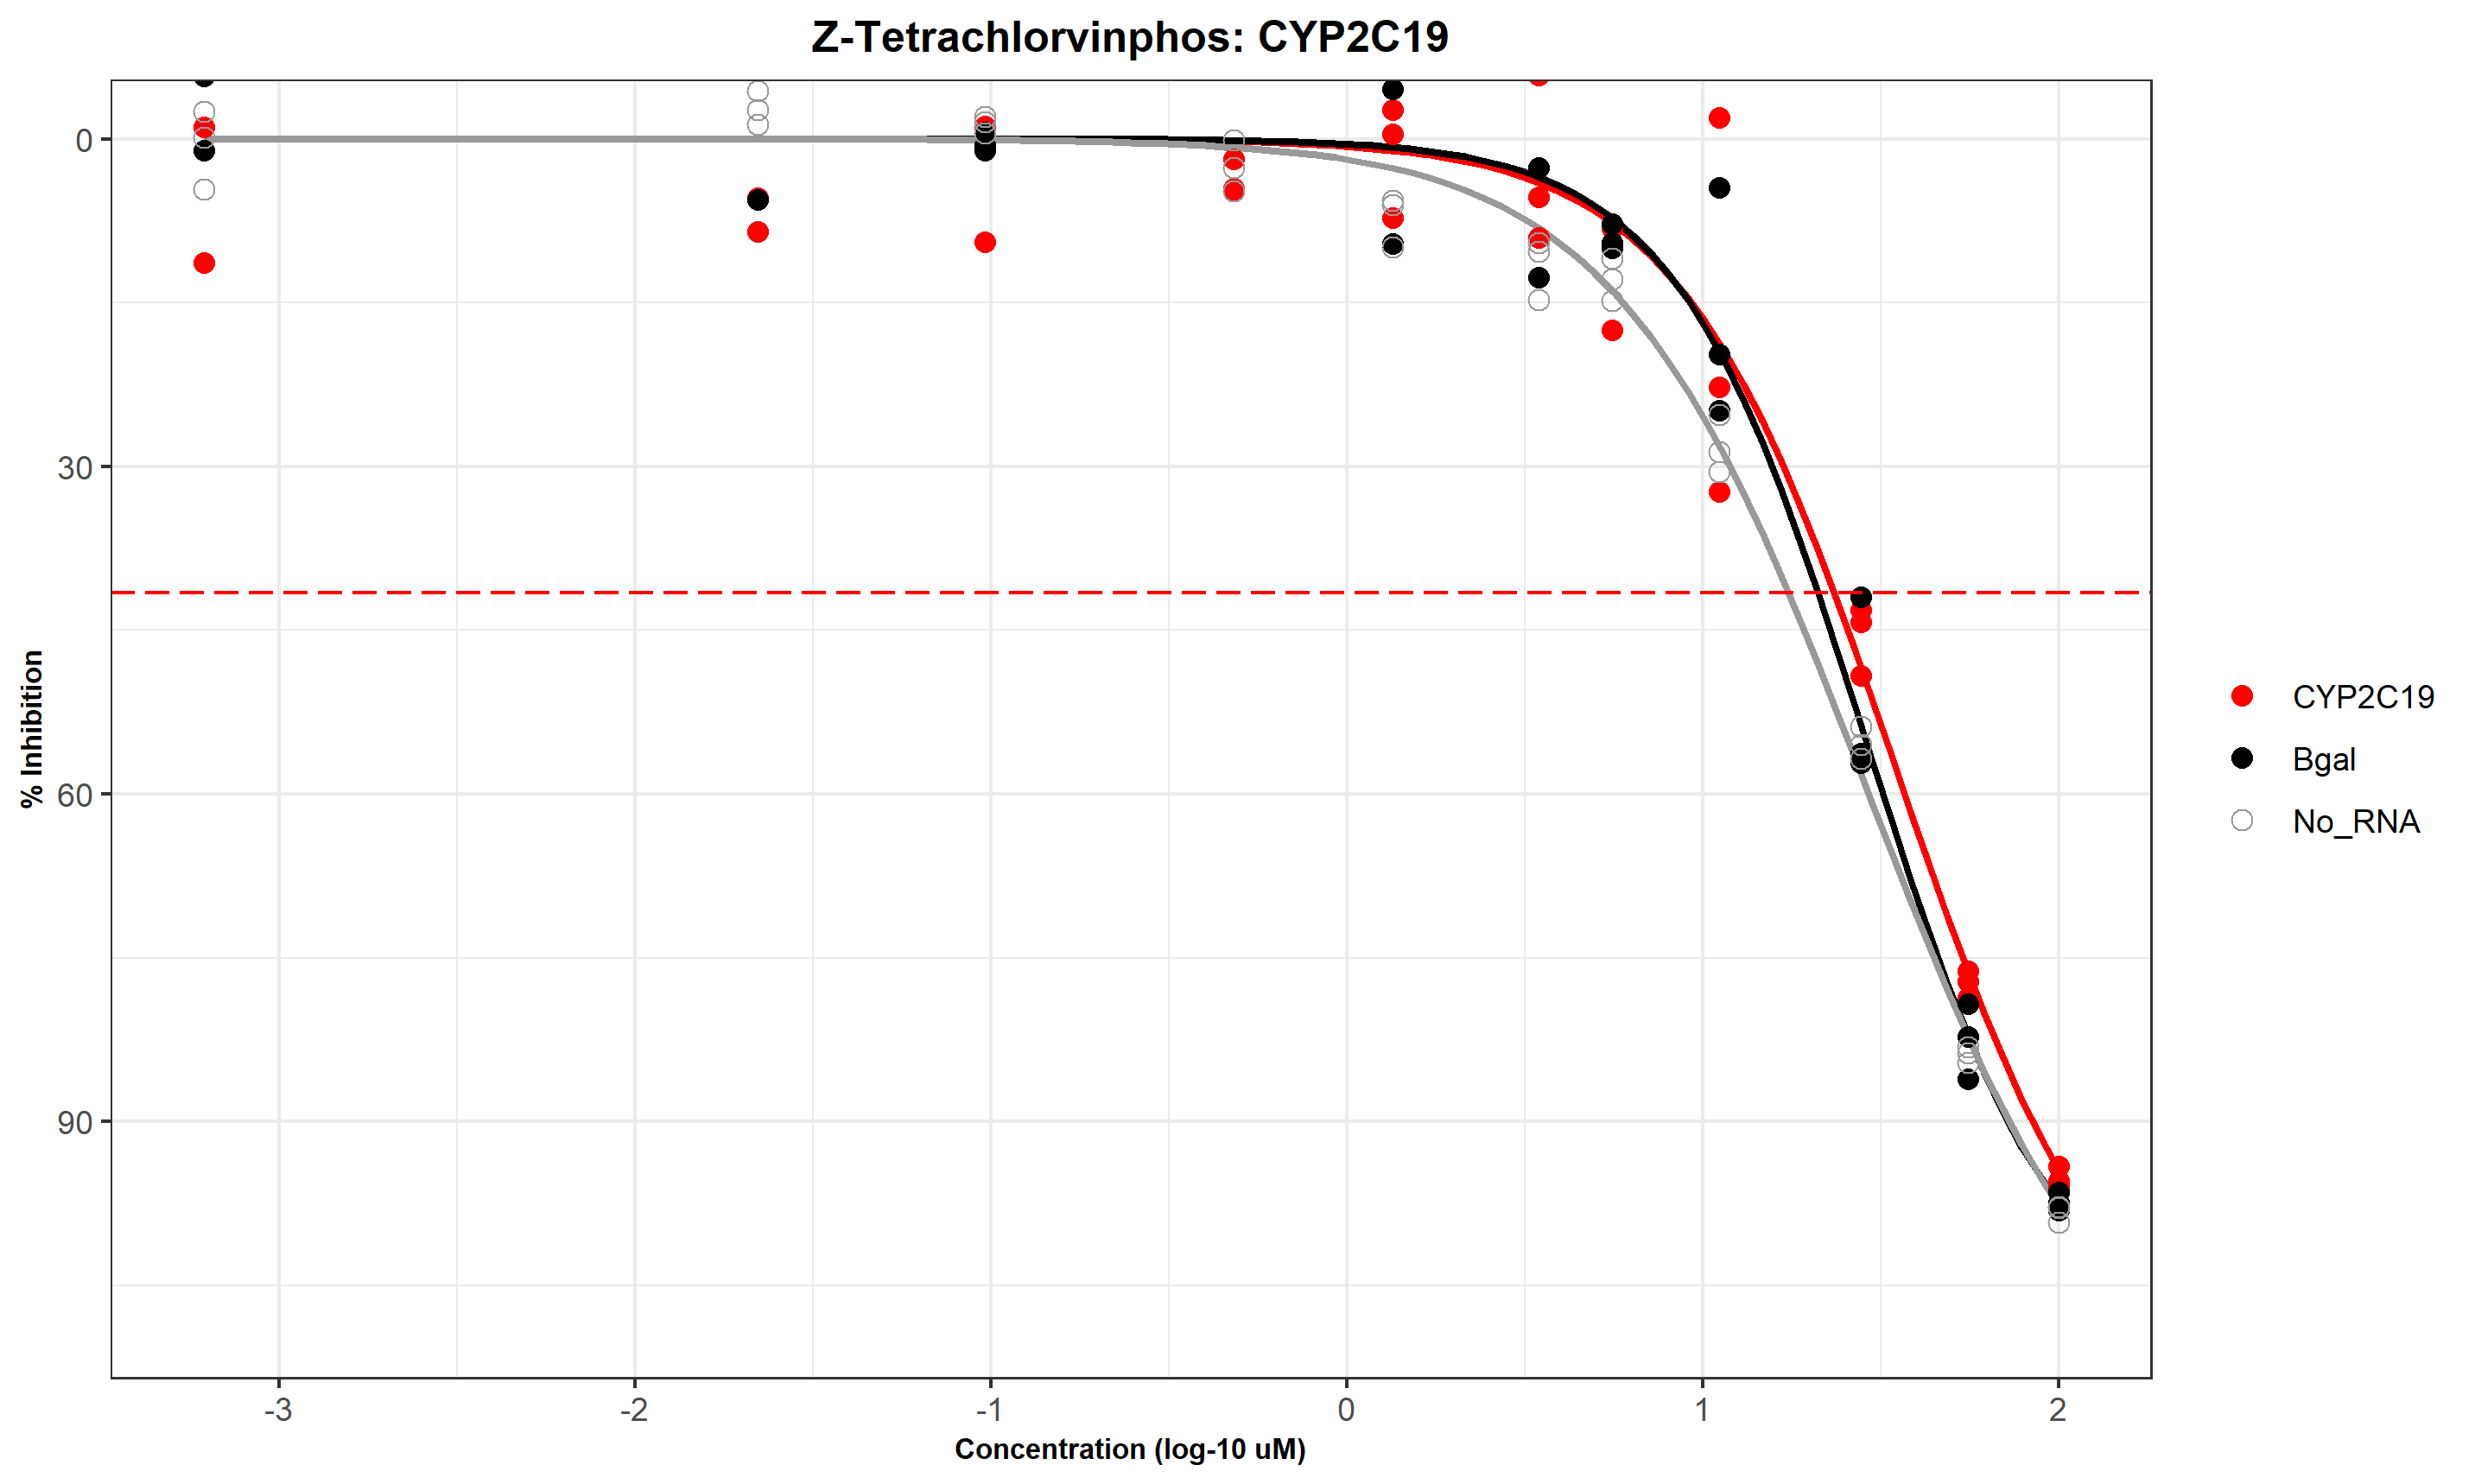 Z-Tetrachlorvinphos: CYP2C19
% Inhibition
0
30
60
90
-3
-2
-1
0
1
2
Concentration (log-10 uM)
CYP2C19
Bgal
No_RNA